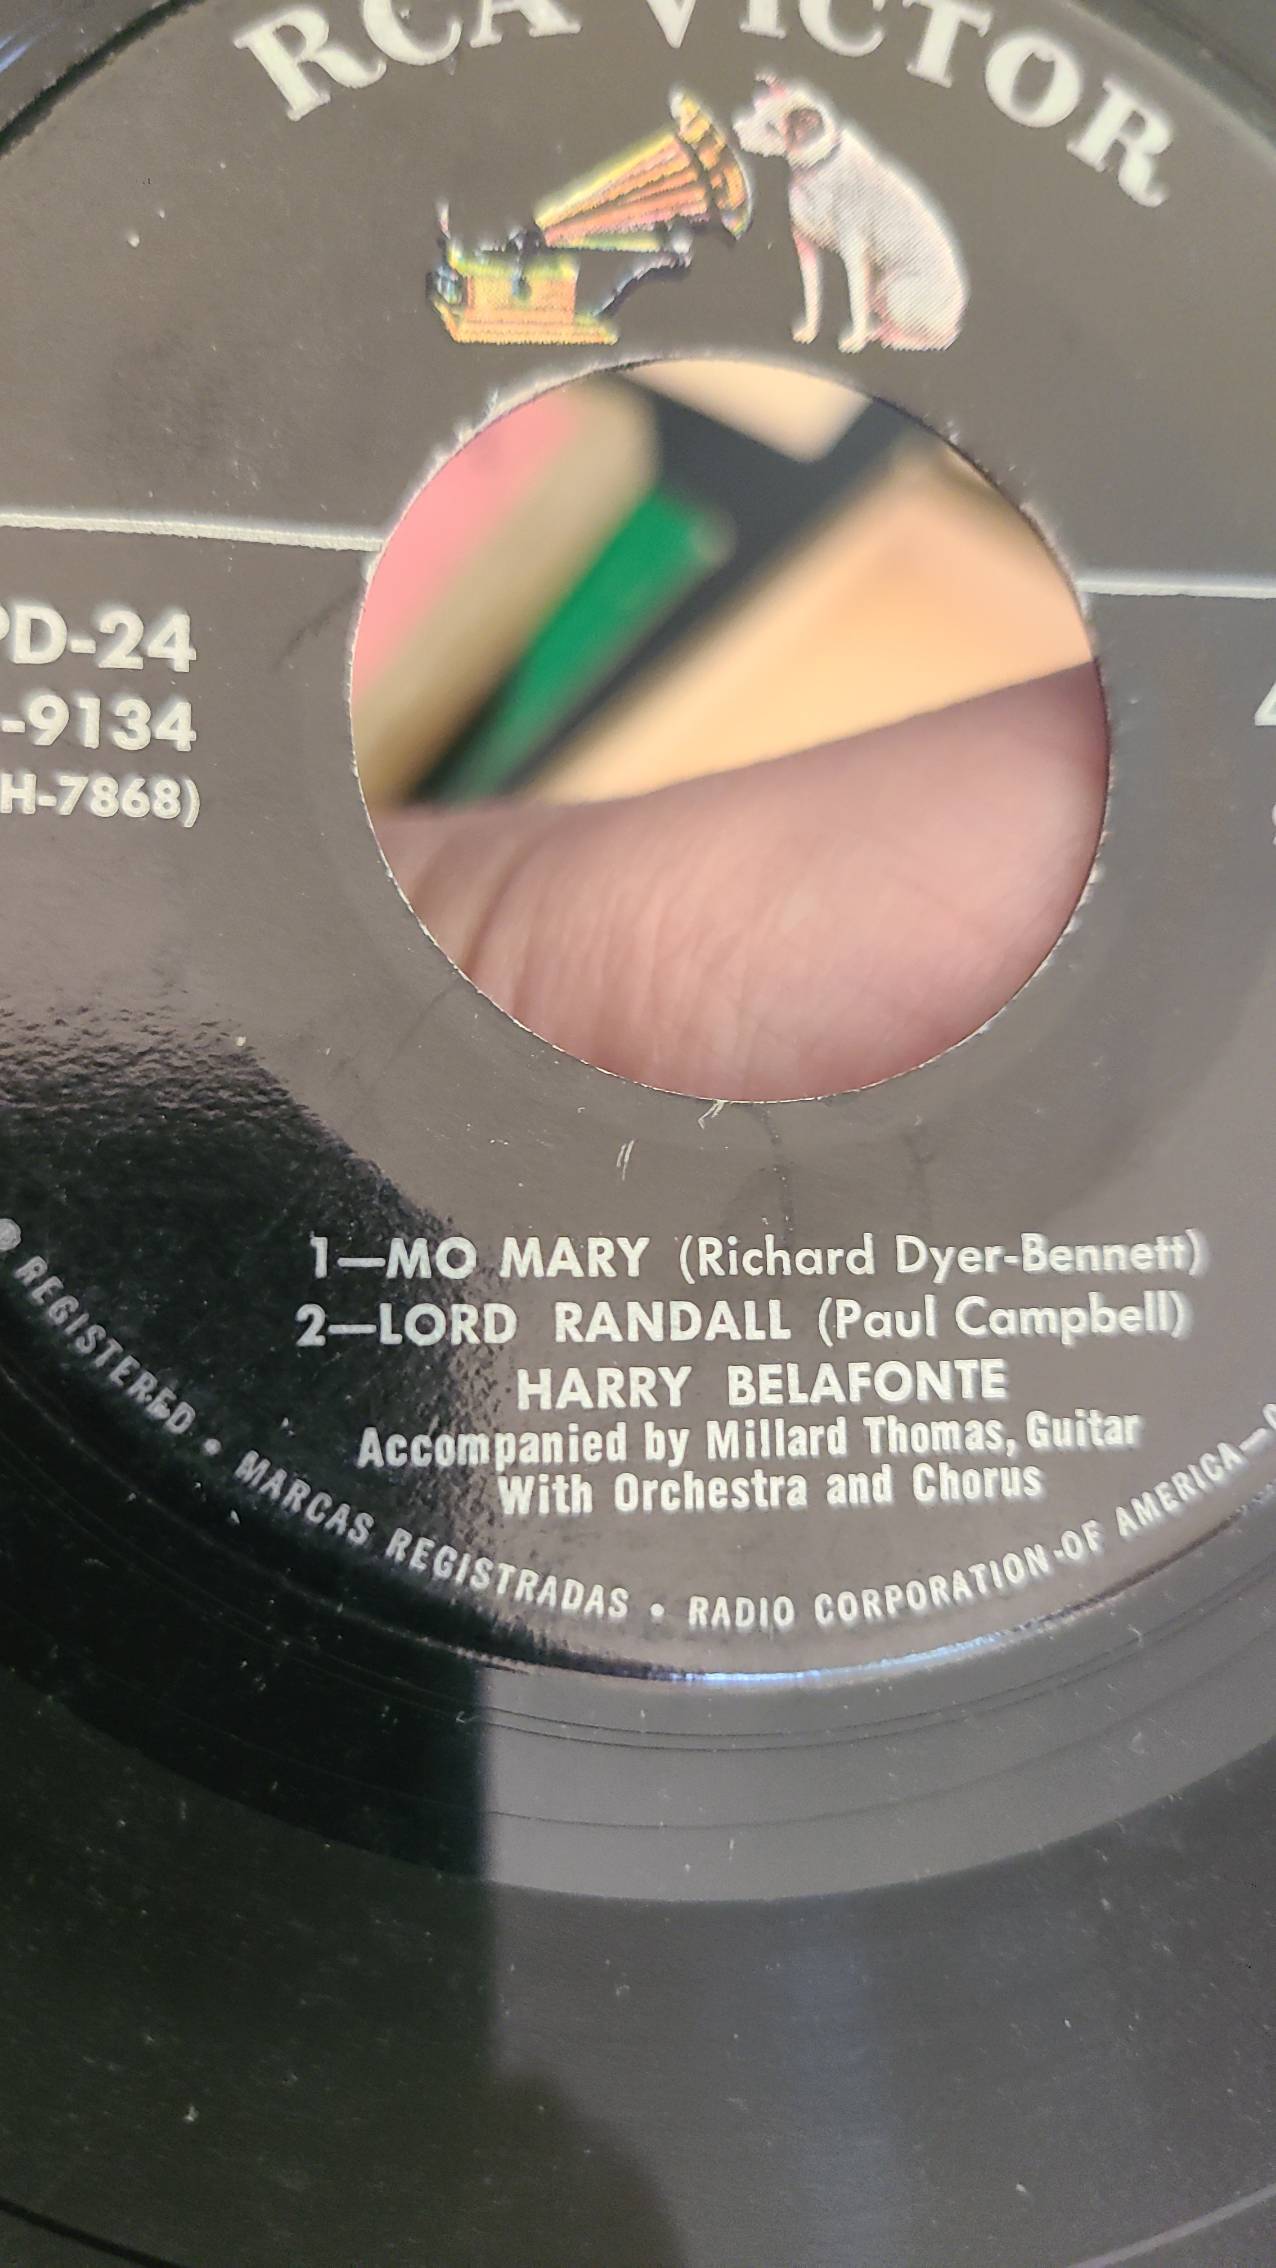 RCA VICTOR
PD-24
-9134
H-7868)
1—MO MARY (Richard Dyer-Bennett)
2—LORD RANDALL (Paul Campbell)
HARRY BELAFONTE
Accompanied by Millard Thomas, Guitar
With Orchestra and Chorus
® REGISTERED • MARCAS REGISTRADAS • RADIO CORPORATION OF AMERICA—